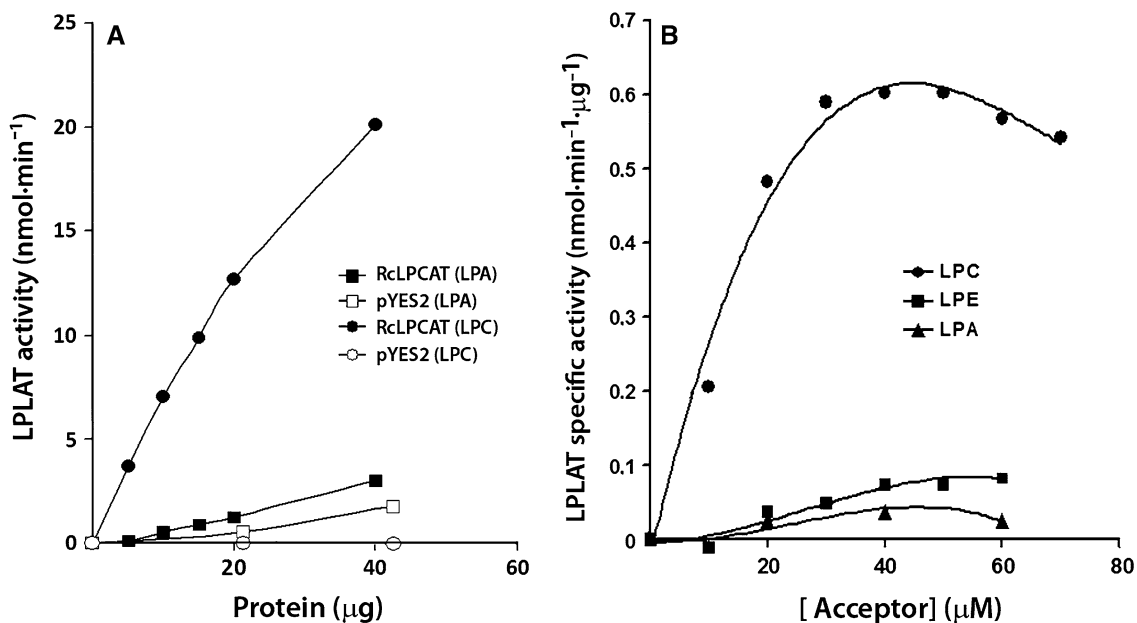 A
25
20
15
10
5
0
20
40
60
LPLAT activity (nmol·min⁻¹)
Protein (μg)
RcLPCAT (LPA)
pYES2 (LPA)
RcLPCAT (LPC)
pYES2 (LPC)
B
0.7
0.6
0.5
0.4
0.3
0.2
0.1
0
20
40
60
80
LPLAT specific activity (nmol·min⁻¹·μg⁻¹)
[ Acceptor] (μM)
LPC
LPE
LPA